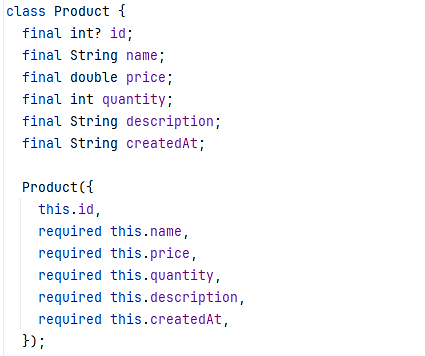 class Product {
  final int? id;
  final String name;
  final double price;
  final int quantity;
  final String description;
  final String createdAt;

  Product({
    this.id,
    required this.name,
    required this.price,
    required this.quantity,
    required this.description,
    required this.createdAt,
  });